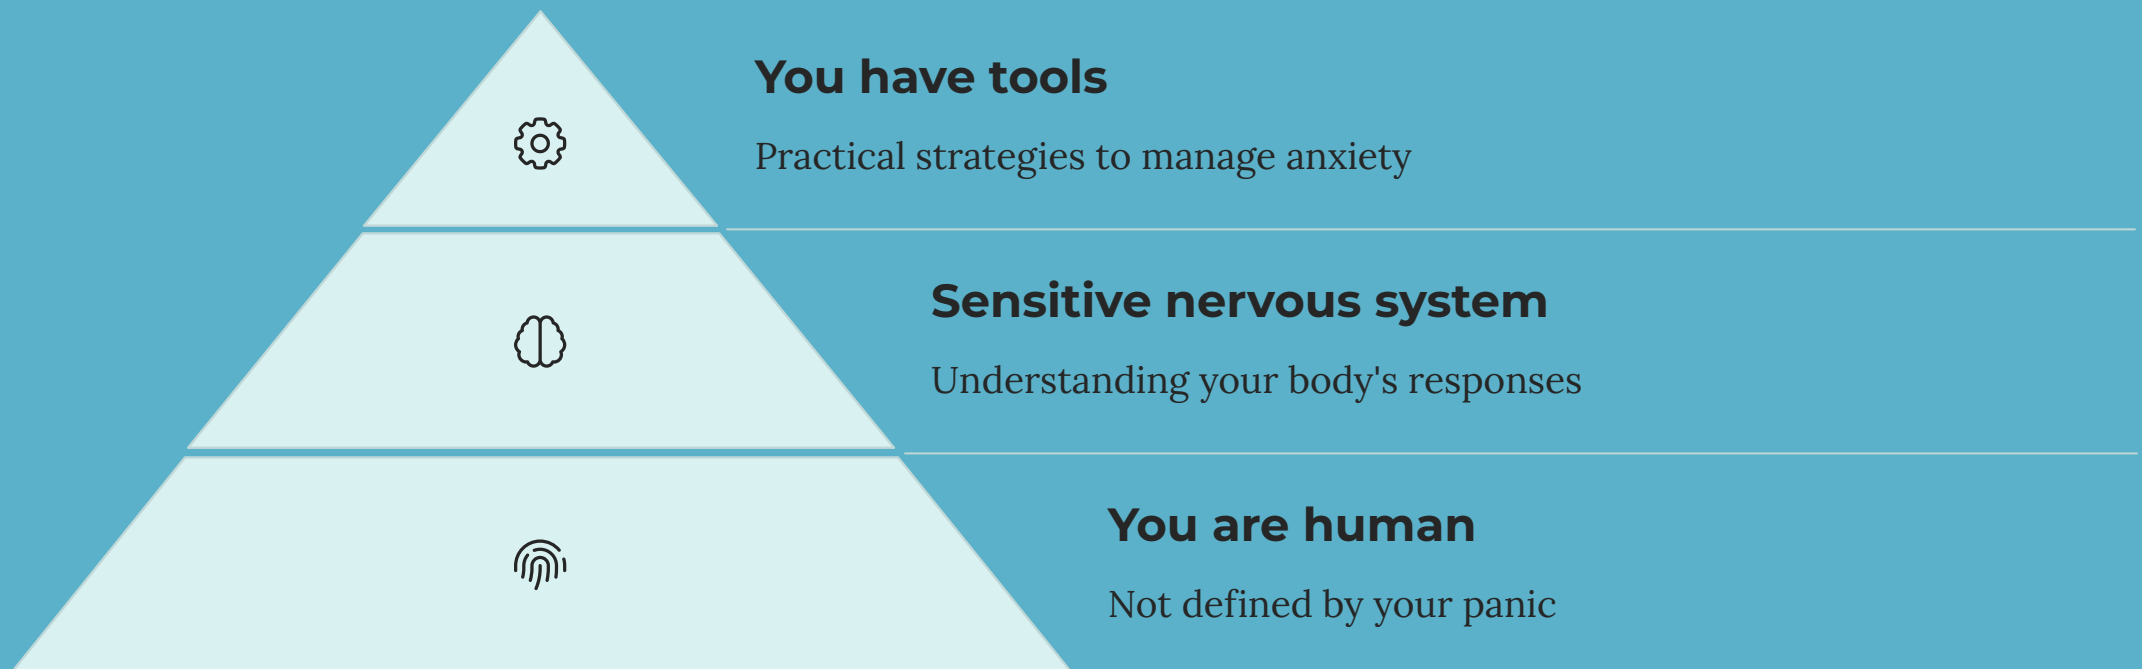 You have tools
Practical strategies to manage anxiety
Sensitive nervous system
Understanding your body's responses
You are human
Not defined by your panic